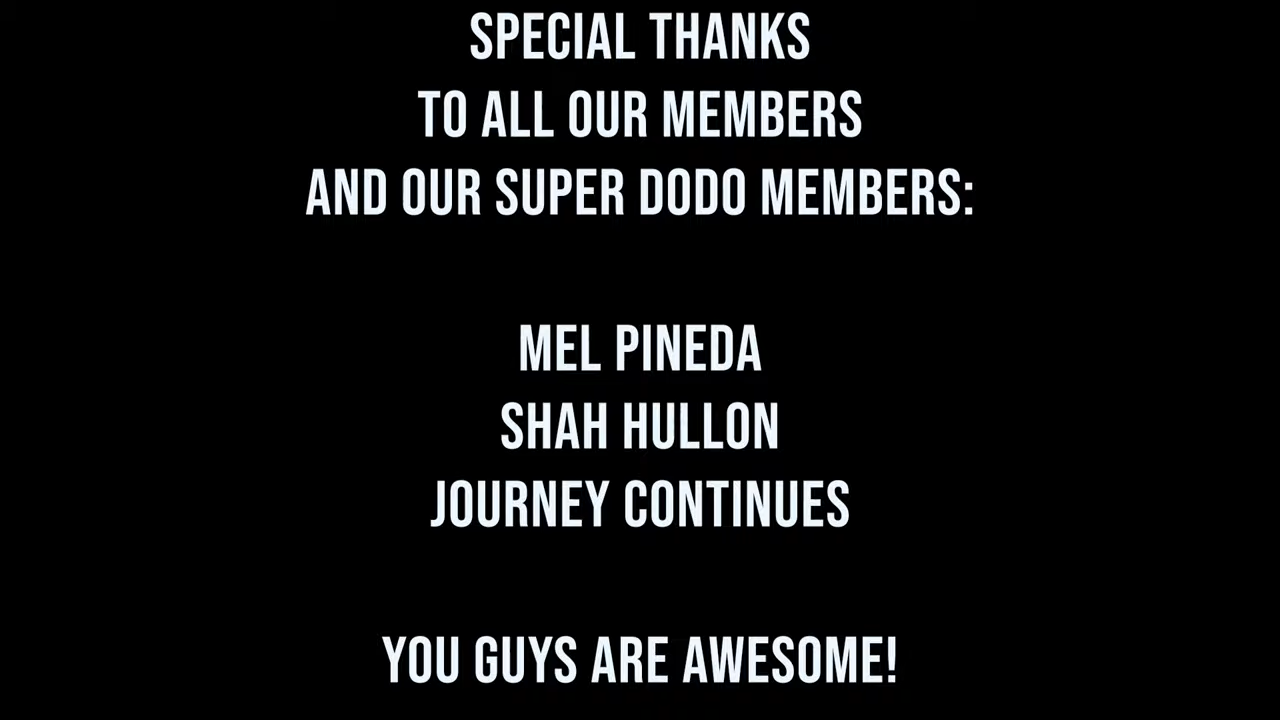 SPECIAL THANKS
TO ALL OUR MEMBERS
AND OUR SUPER DODO MEMBERS:
MEL PINEDA
SHAH HULLON
JOURNEY CONTINUES
YOU GUYS ARE AWESOME!